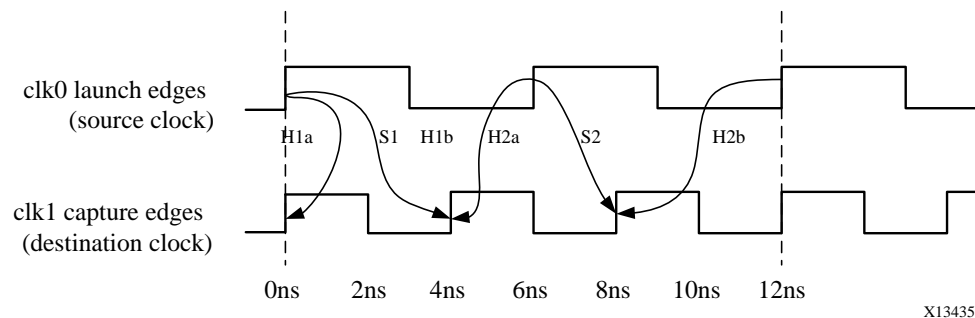 clk0 launch edges
(source clock)
H1a
S1
H1b
H2a
S2
H2b
clk1 capture edges
(destination clock)
0ns
2ns
4ns
6ns
8ns
10ns
12ns
X13435